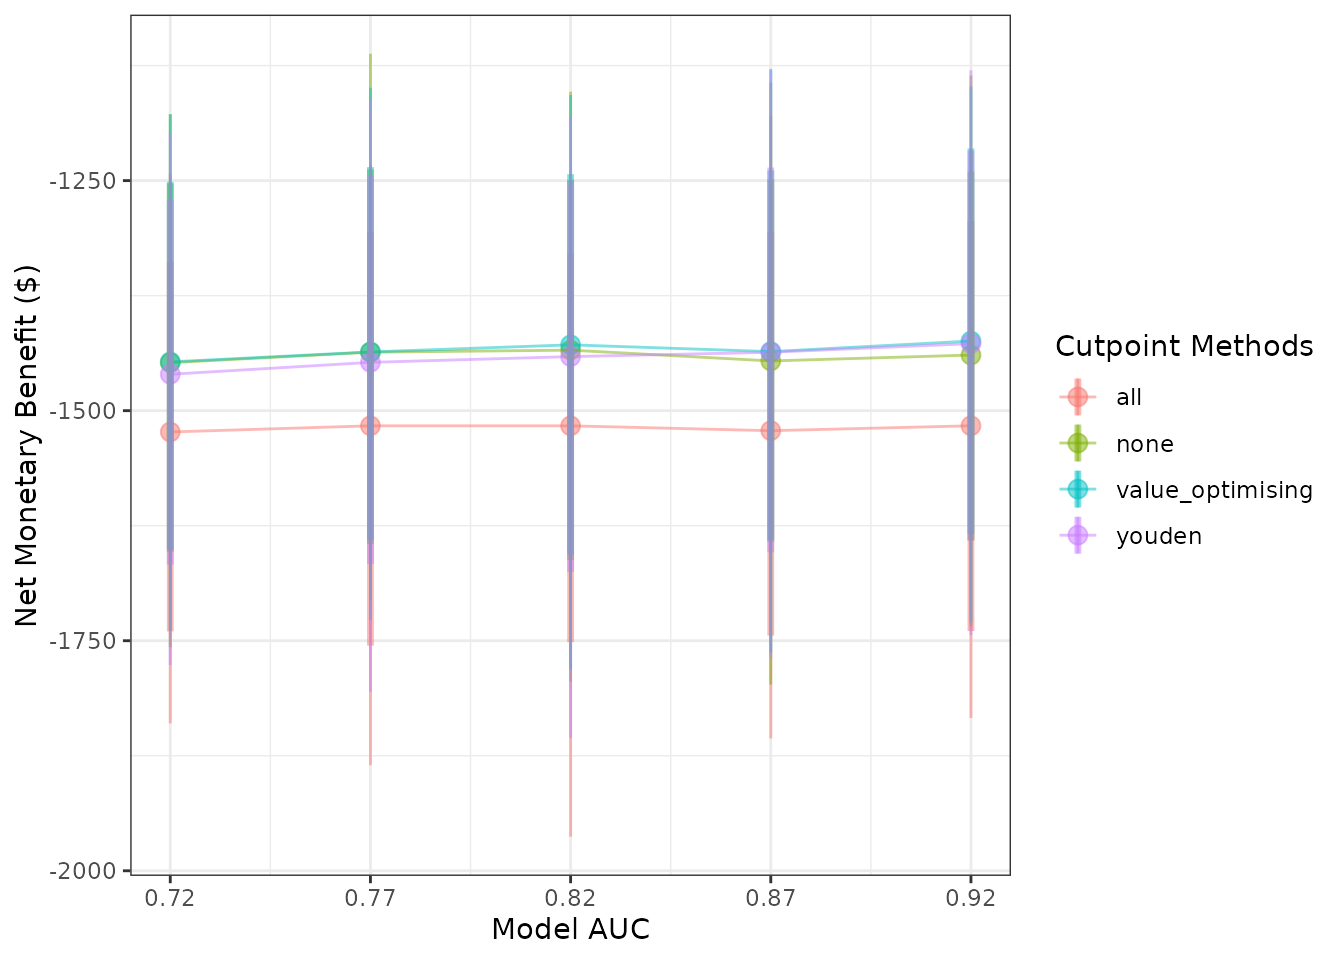 Net Monetary Benefit ($)
-1250
-1500
-1750
-2000
0.72
0.77
0.82
0.87
0.92
Model AUC
Cutpoint Methods
all
none
value_optimising
youden